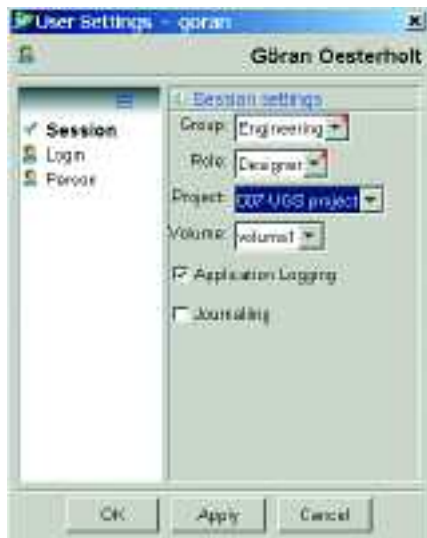 User Settings - goran
Göran Oesterholt
Session settings
Session
Login
Person
Group: Engineering
Role: Designer
Project: 007-UGS project
Volume: volume1
Application Logging
Journaling
OK
Apply
Cancel